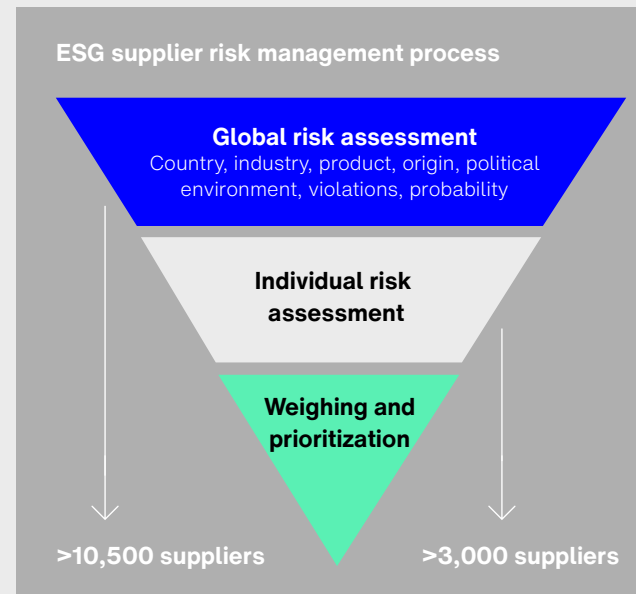 ESG supplier risk management process
Global risk assessment
Country, industry, product, origin, political
environment, violations, probability
Individual risk
assessment
Weighing and
prioritization
>10,500 suppliers
>3,000 suppliers